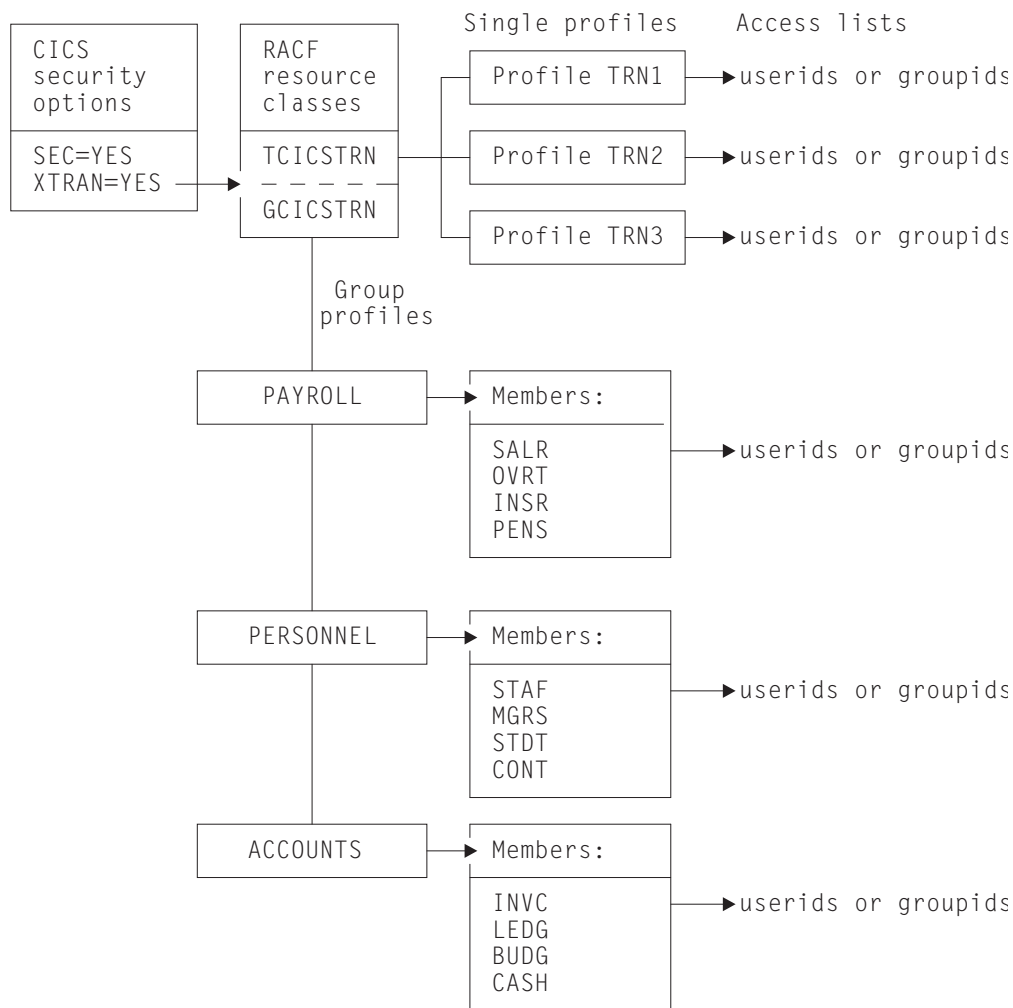 Single profiles
Access lists
CICS
security
options
SEC=YES
XTRAN=YES
RACF
resource
classes
TCICSTRN
GCICSTRN
Profile TRN1
userids or groupids
Profile TRN2
userids or groupids
Profile TRN3
userids or groupids
Group
profiles
PAYROLL
Members:
SALR
OVRT
INSR
PENS
userids or groupids
PERSONNEL
Members:
STAF
MGRS
STDT
CONT
userids or groupids
ACCOUNTS
Members:
INVC
LEDG
BUDG
CASH
userids or groupids